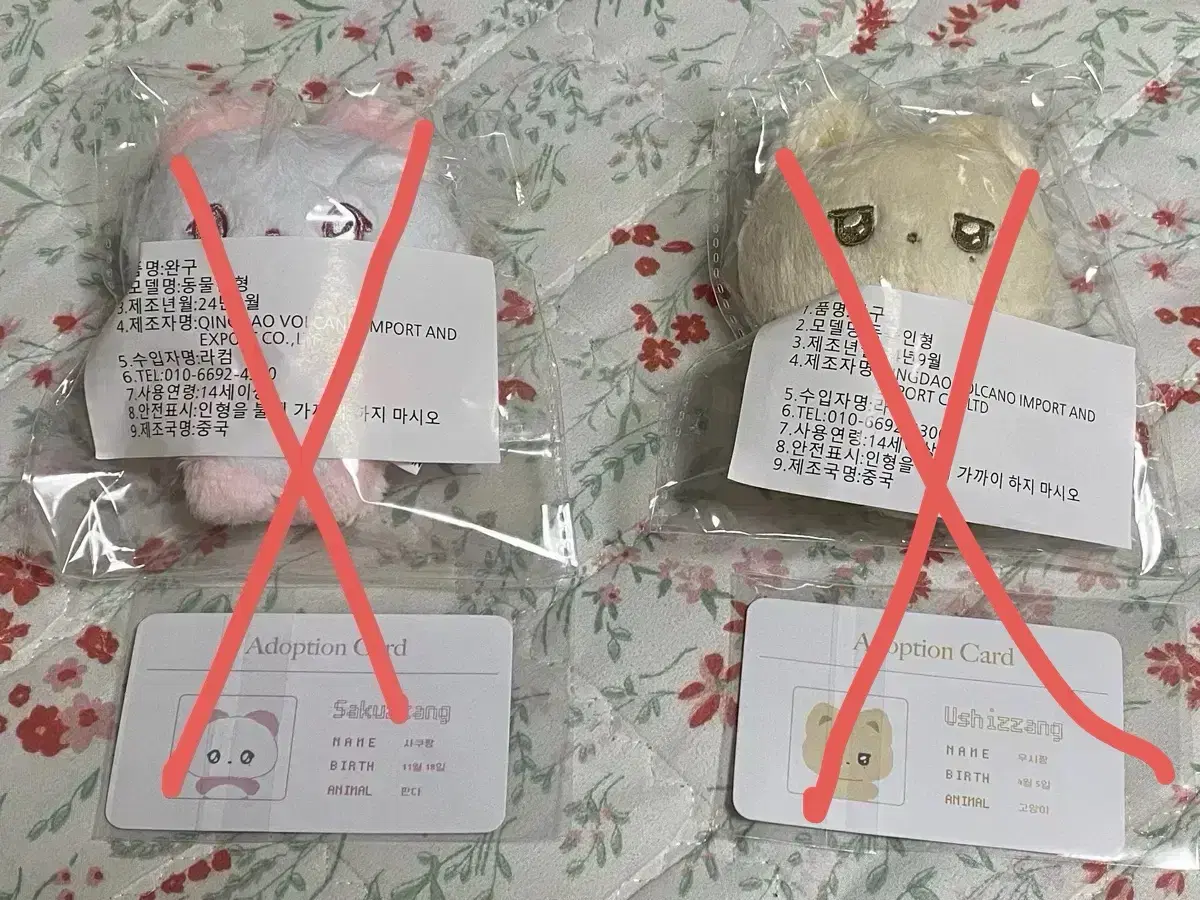 품명:완구
모델명:동물 형
3.제조년월:24년 월
4.제조자명:QINGDAO VOLCANO IMPORT AND
EXPORT CO.,
5.수입자명:라컴
6.TEL:010-6692-
7.사용연령:14세이상
8.안전표시:인형을 가까이 하지 마시오
9.제조국명:중국
Adoption Card
NAME 사쿠짱
BIRTH 11월 18일
ANIMAL 판다
1.품명: 구
2.모델명: 인형
3.제조년 9월
4.제조자명 QINGDAO VOLCANO IMPORT AND
EXPORT CO LTD
5.수입자명:라
6.TEL:010-6692
7.사용연령:14세 상
8.안전표시:인형을 가까이 하지 마시오
9.제조국명:중국
Adoption Card
Ushizzang
NAME 우시짱
BIRTH 4월 5일
ANIMAL 고양이